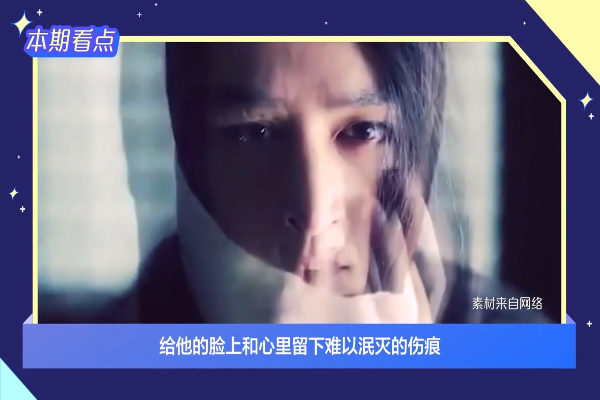 本期看点
素材来自网络
给他的脸上和心里留下难以泯灭的伤痕